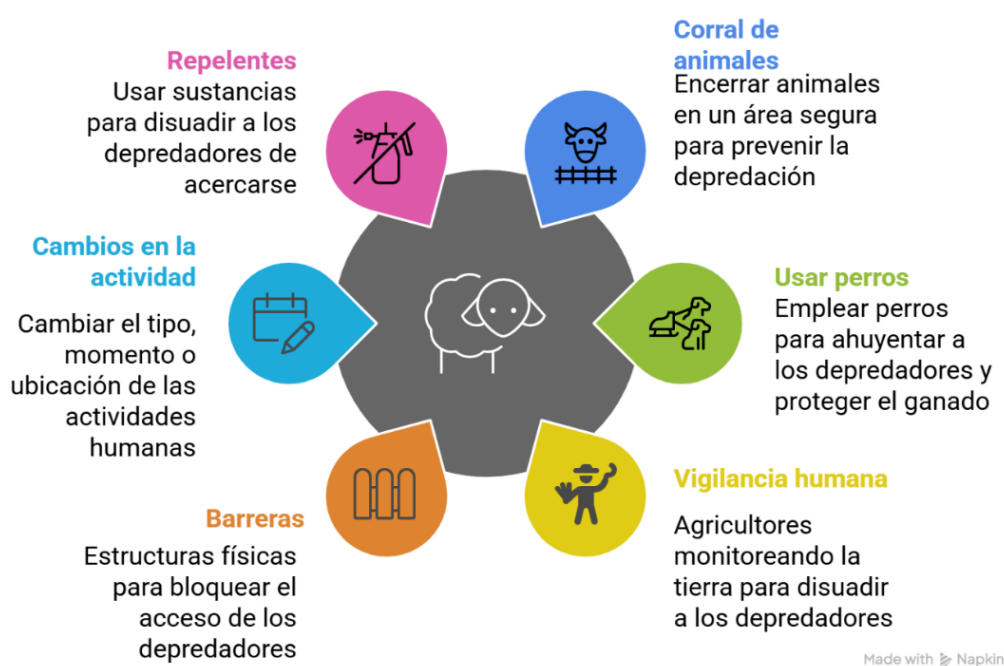 Repelentes
Usar sustancias
para disuadir a los
depredadores de
acercarse
Corral de
animales
Encerrar animales
en un área segura
para prevenir la
depredación
Cambios en la
actividad
Cambiar el tipo,
momento o
ubicación de las
actividades
humanas
Usar perros
Emplear perros
para ahuyentar a
los depredadores y
proteger el ganado
Barreras
Estructuras físicas
para bloquear el
acceso de los
depredadores
Vigilancia humana
Agricultores
monitoreando la
tierra para disuadir
a los depredadores
Made with Napkin